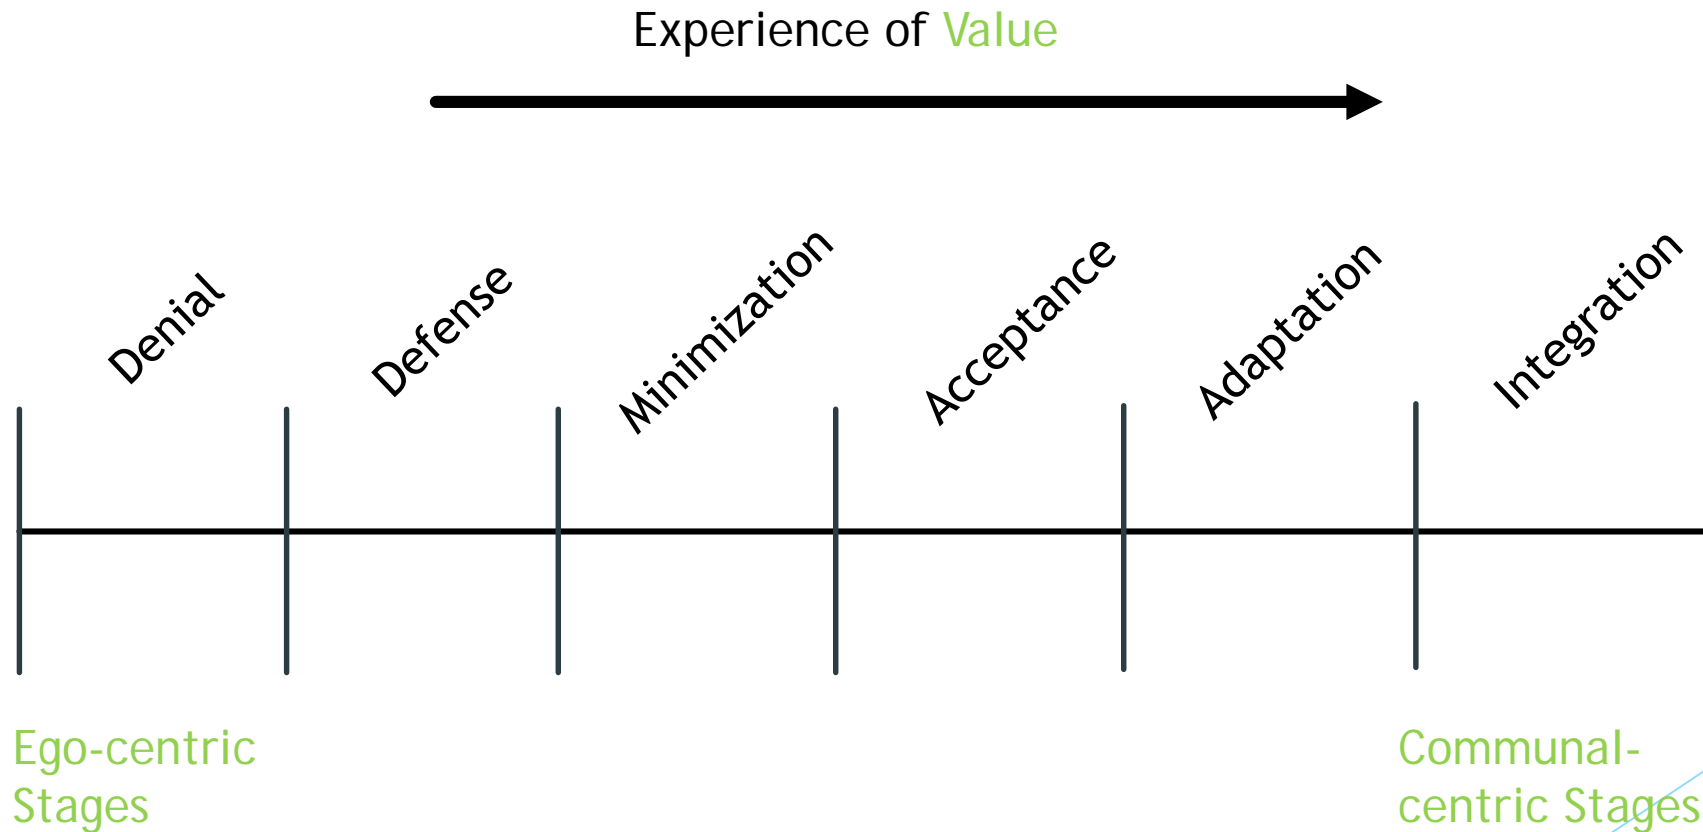 Experience of Value
Denial
Defense
Minimization
Acceptance
Adaptation
Integration
Ego-centric
Stages
Communal-
centric Stages